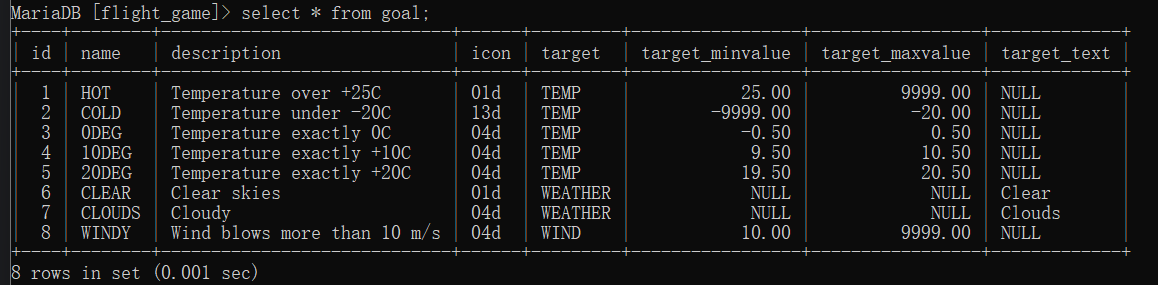 MariaDB [flight_game]> select * from goal;
+----+--------+---------------------------------+------+---------+-----------------+-----------------+-------------+
| id | name | description | icon | target | target_minvalue | target_maxvalue | target_text |
+----+--------+---------------------------------+------+---------+-----------------+-----------------+-------------+
| 1 | HOT | Temperature over +25C | 01d | TEMP | 25.00 | 9999.00 | NULL |
| 2 | COLD | Temperature under -20C | 13d | TEMP | -9999.00 | -20.00 | NULL |
| 3 | 0DEG | Temperature exactly 0C | 04d | TEMP | -0.50 | 0.50 | NULL |
| 4 | 10DEG | Temperature exactly +10C | 04d | TEMP | 9.50 | 10.50 | NULL |
| 5 | 20DEG | Temperature exactly +20C | 04d | TEMP | 19.50 | 20.50 | NULL |
| 6 | CLEAR | Clear skies | 01d | WEATHER | NULL | NULL | Clear |
| 7 | CLOUDS | Cloudy | 04d | WEATHER | NULL | NULL | Clouds |
| 8 | WINDY | Wind blows more than 10 m/s | 04d | WIND | 10.00 | 9999.00 | NULL |
+----+--------+---------------------------------+------+---------+-----------------+-----------------+-------------+
8 rows in set (0.001 sec)